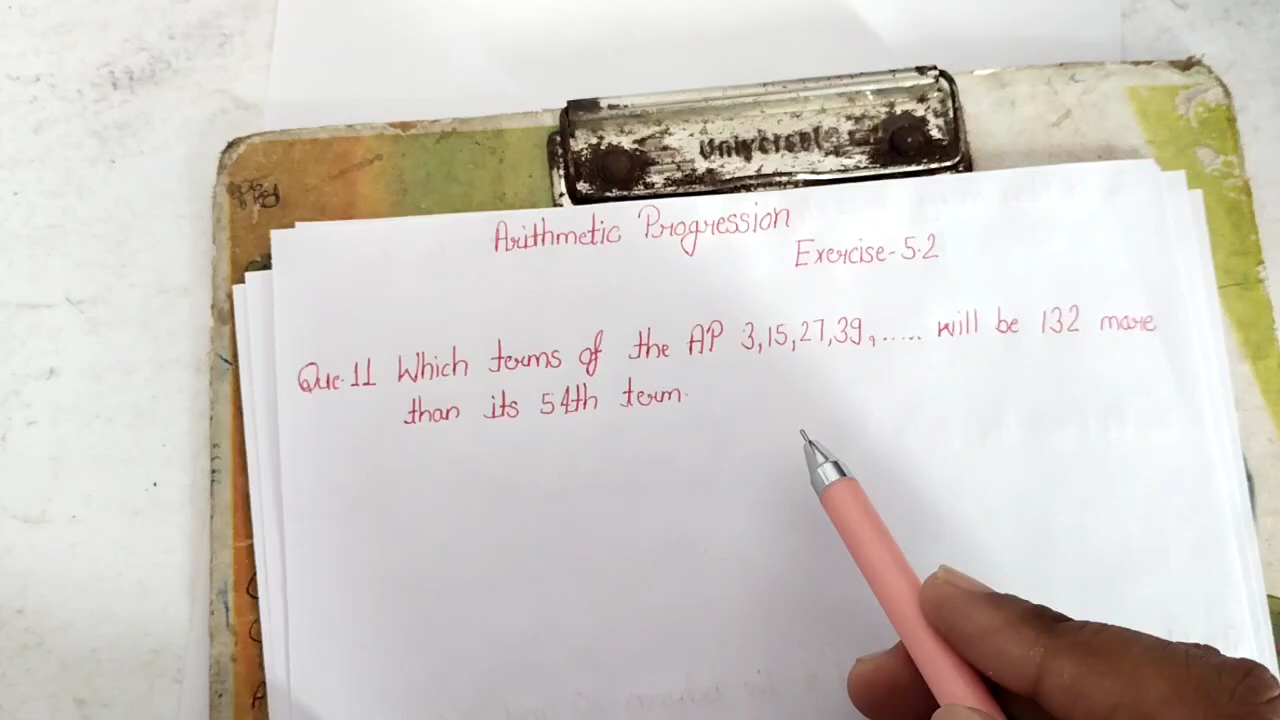 Universal
Arithmetic Progression
Exercise-5.2
Que.11 Which terms of the AP 3,15,27,39,..... will be 132 more
than its 54th term.